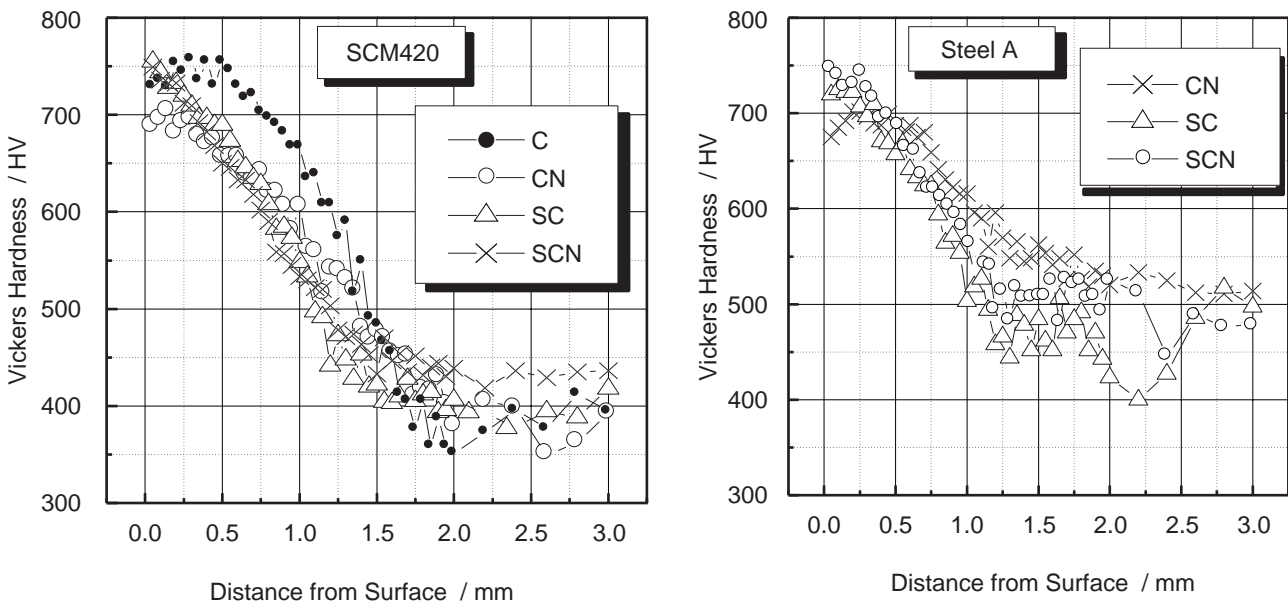 SCM420
C
CN
SC
SCN
800
700
600
500
400
300
Vickers Hardness / HV
0.0 0.5 1.0 1.5 2.0 2.5 3.0
Distance from Surface / mm
Steel A
CN
SC
SCN
800
700
600
500
400
300
Vickers Hardness / HV
0.0 0.5 1.0 1.5 2.0 2.5 3.0
Distance from Surface / mm